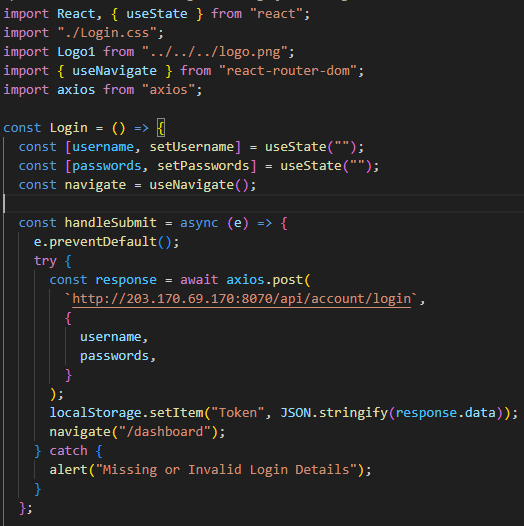 import React, { useState } from "react";
import "./Login.css";
import Logo1 from "../../../logo.png";
import { useNavigate } from "react-router-dom";
import axios from "axios";

const Login = () => {
  const [username, setUsername] = useState("");
  const [passwords, setPasswords] = useState("");
  const navigate = useNavigate();

  const handleSubmit = async (e) => {
    e.preventDefault();
    try {
      const response = await axios.post(
        `http://203.170.69.170:8070/api/account/login`,
        {
          username,
          passwords,
        }
      );
      localStorage.setItem("Token", JSON.stringify(response.data));
      navigate("/dashboard");
    } catch {
      alert("Missing or Invalid Login Details");
    }
  };